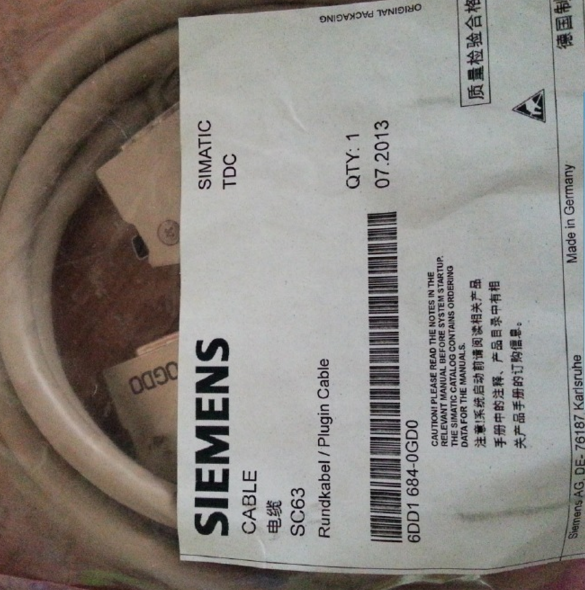 ORIGINAL PACKAGING
SIEMENS
SIMATIC
TDC
CABLE
电缆
SC63
Rundkabel / Plugin Cable
QTY: 1
07.2013
6DD1 684-0GD0
CAUTION! PLEASE READ THE NOTES IN THE
RELEVANT MANUAL BEFORE SYSTEM STARTUP.
THE SIMATIC CATALOG CONTAINS ORDERING
DATA FOR THE MANUALS.
注意!系统启动前请阅读相关产品
手册中的注释、产品目录中有相
关产品手册的订购信息。
质量检验合格
德国制
Siemens AG, DE- 76187 Karlsruhe
Made in Germany
0GD0